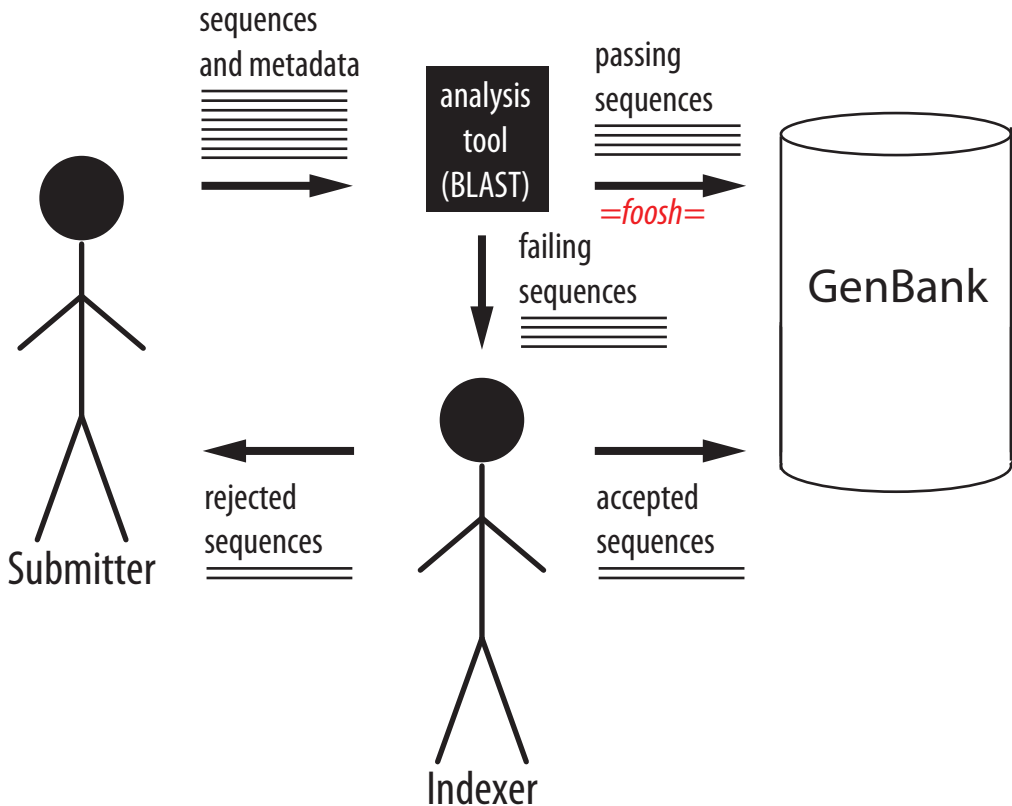 sequences
and metadata
analysis
tool
(BLAST)
passing
sequences
=foosh=
failing
sequences
GenBank
rejected
sequences
accepted
sequences
Submitter
Indexer